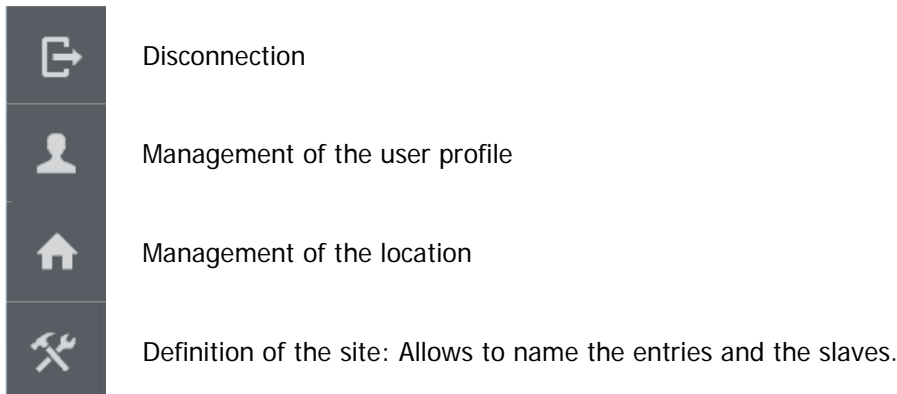 Disconnection
Management of the user profile
Management of the location
Definition of the site: Allows to name the entries and the slaves.